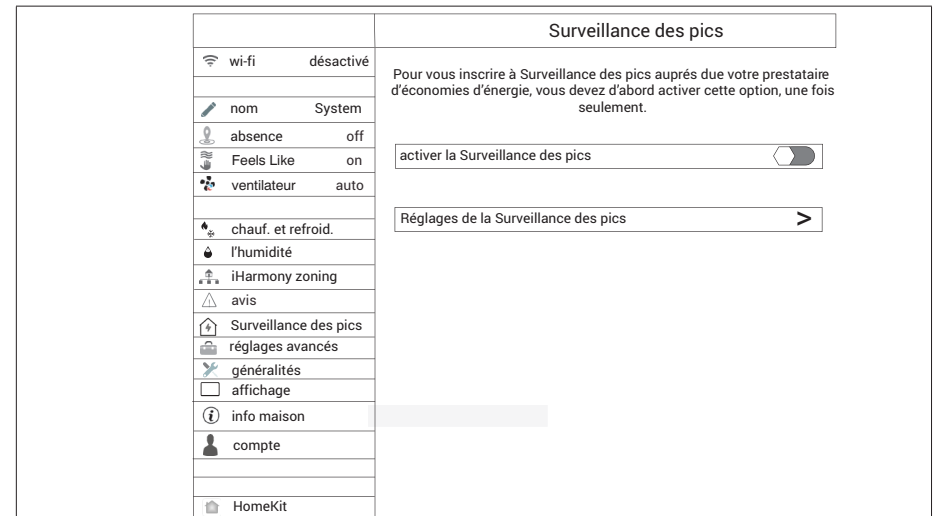 Surveillance des pics
wi-fi désactivé
nom System
absence off
Feels Like on
ventilateur auto
chauf. et refroid.
l'humidité
iHarmony zoning
avis
Surveillance des pics
réglages avancés
généralités
affichage
info maison
compte
HomeKit
Pour vous inscrire à Surveillance des pics auprés due votre prestataire
d'économies d'énergie, vous devez d'abord activer cette option, une fois
seulement.
activer la Surveillance des pics
Réglages de la Surveillance des pics >